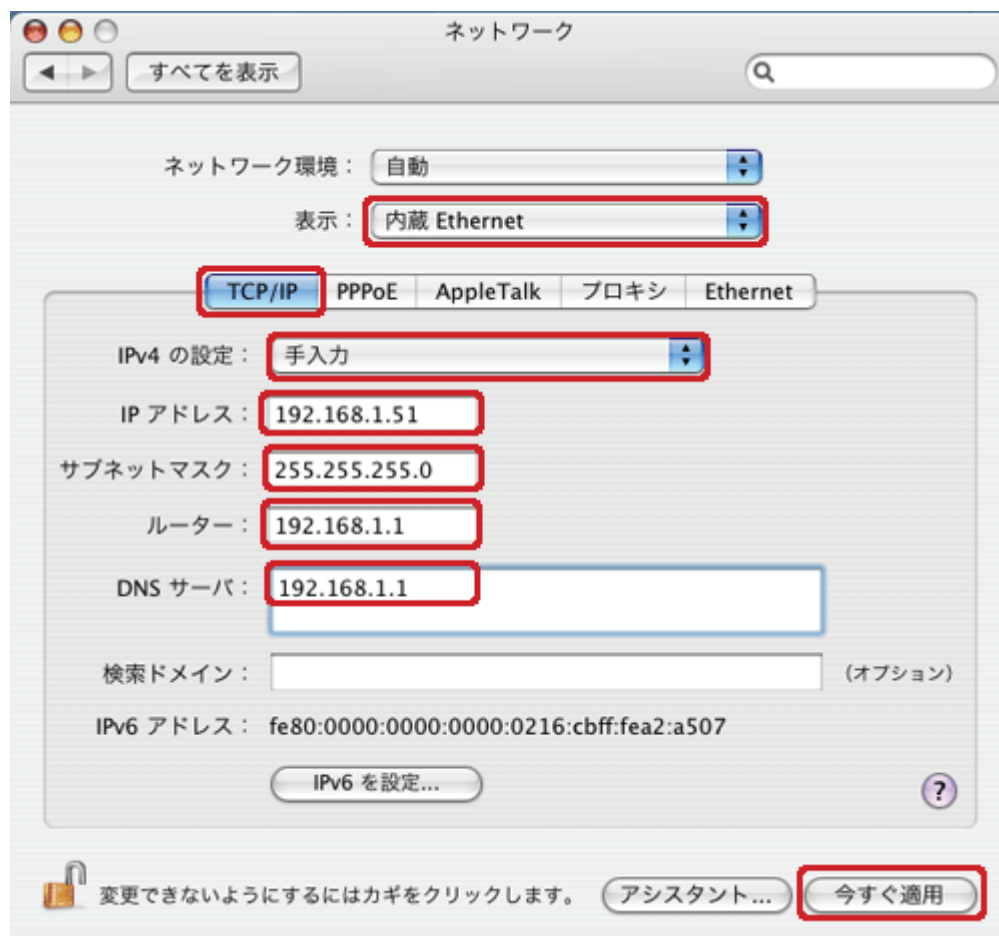 ネットワーク
すべてを表示
ネットワーク環境： 自動
表示： 内蔵 Ethernet
TCP/IP PPPoE AppleTalk プロキシ Ethernet
IPv4 の設定： 手入力
IP アドレス： 192.168.1.51
サブネットマスク： 255.255.255.0
ルーター： 192.168.1.1
DNS サーバ： 192.168.1.1
検索ドメイン： （オプション）
IPv6 アドレス： fe80:0000:0000:0000:0216:cbff:fea2:a507
IPv6 を設定...
?
変更できないようにするにはカギをクリックします。 アシスタント... 今すぐ適用